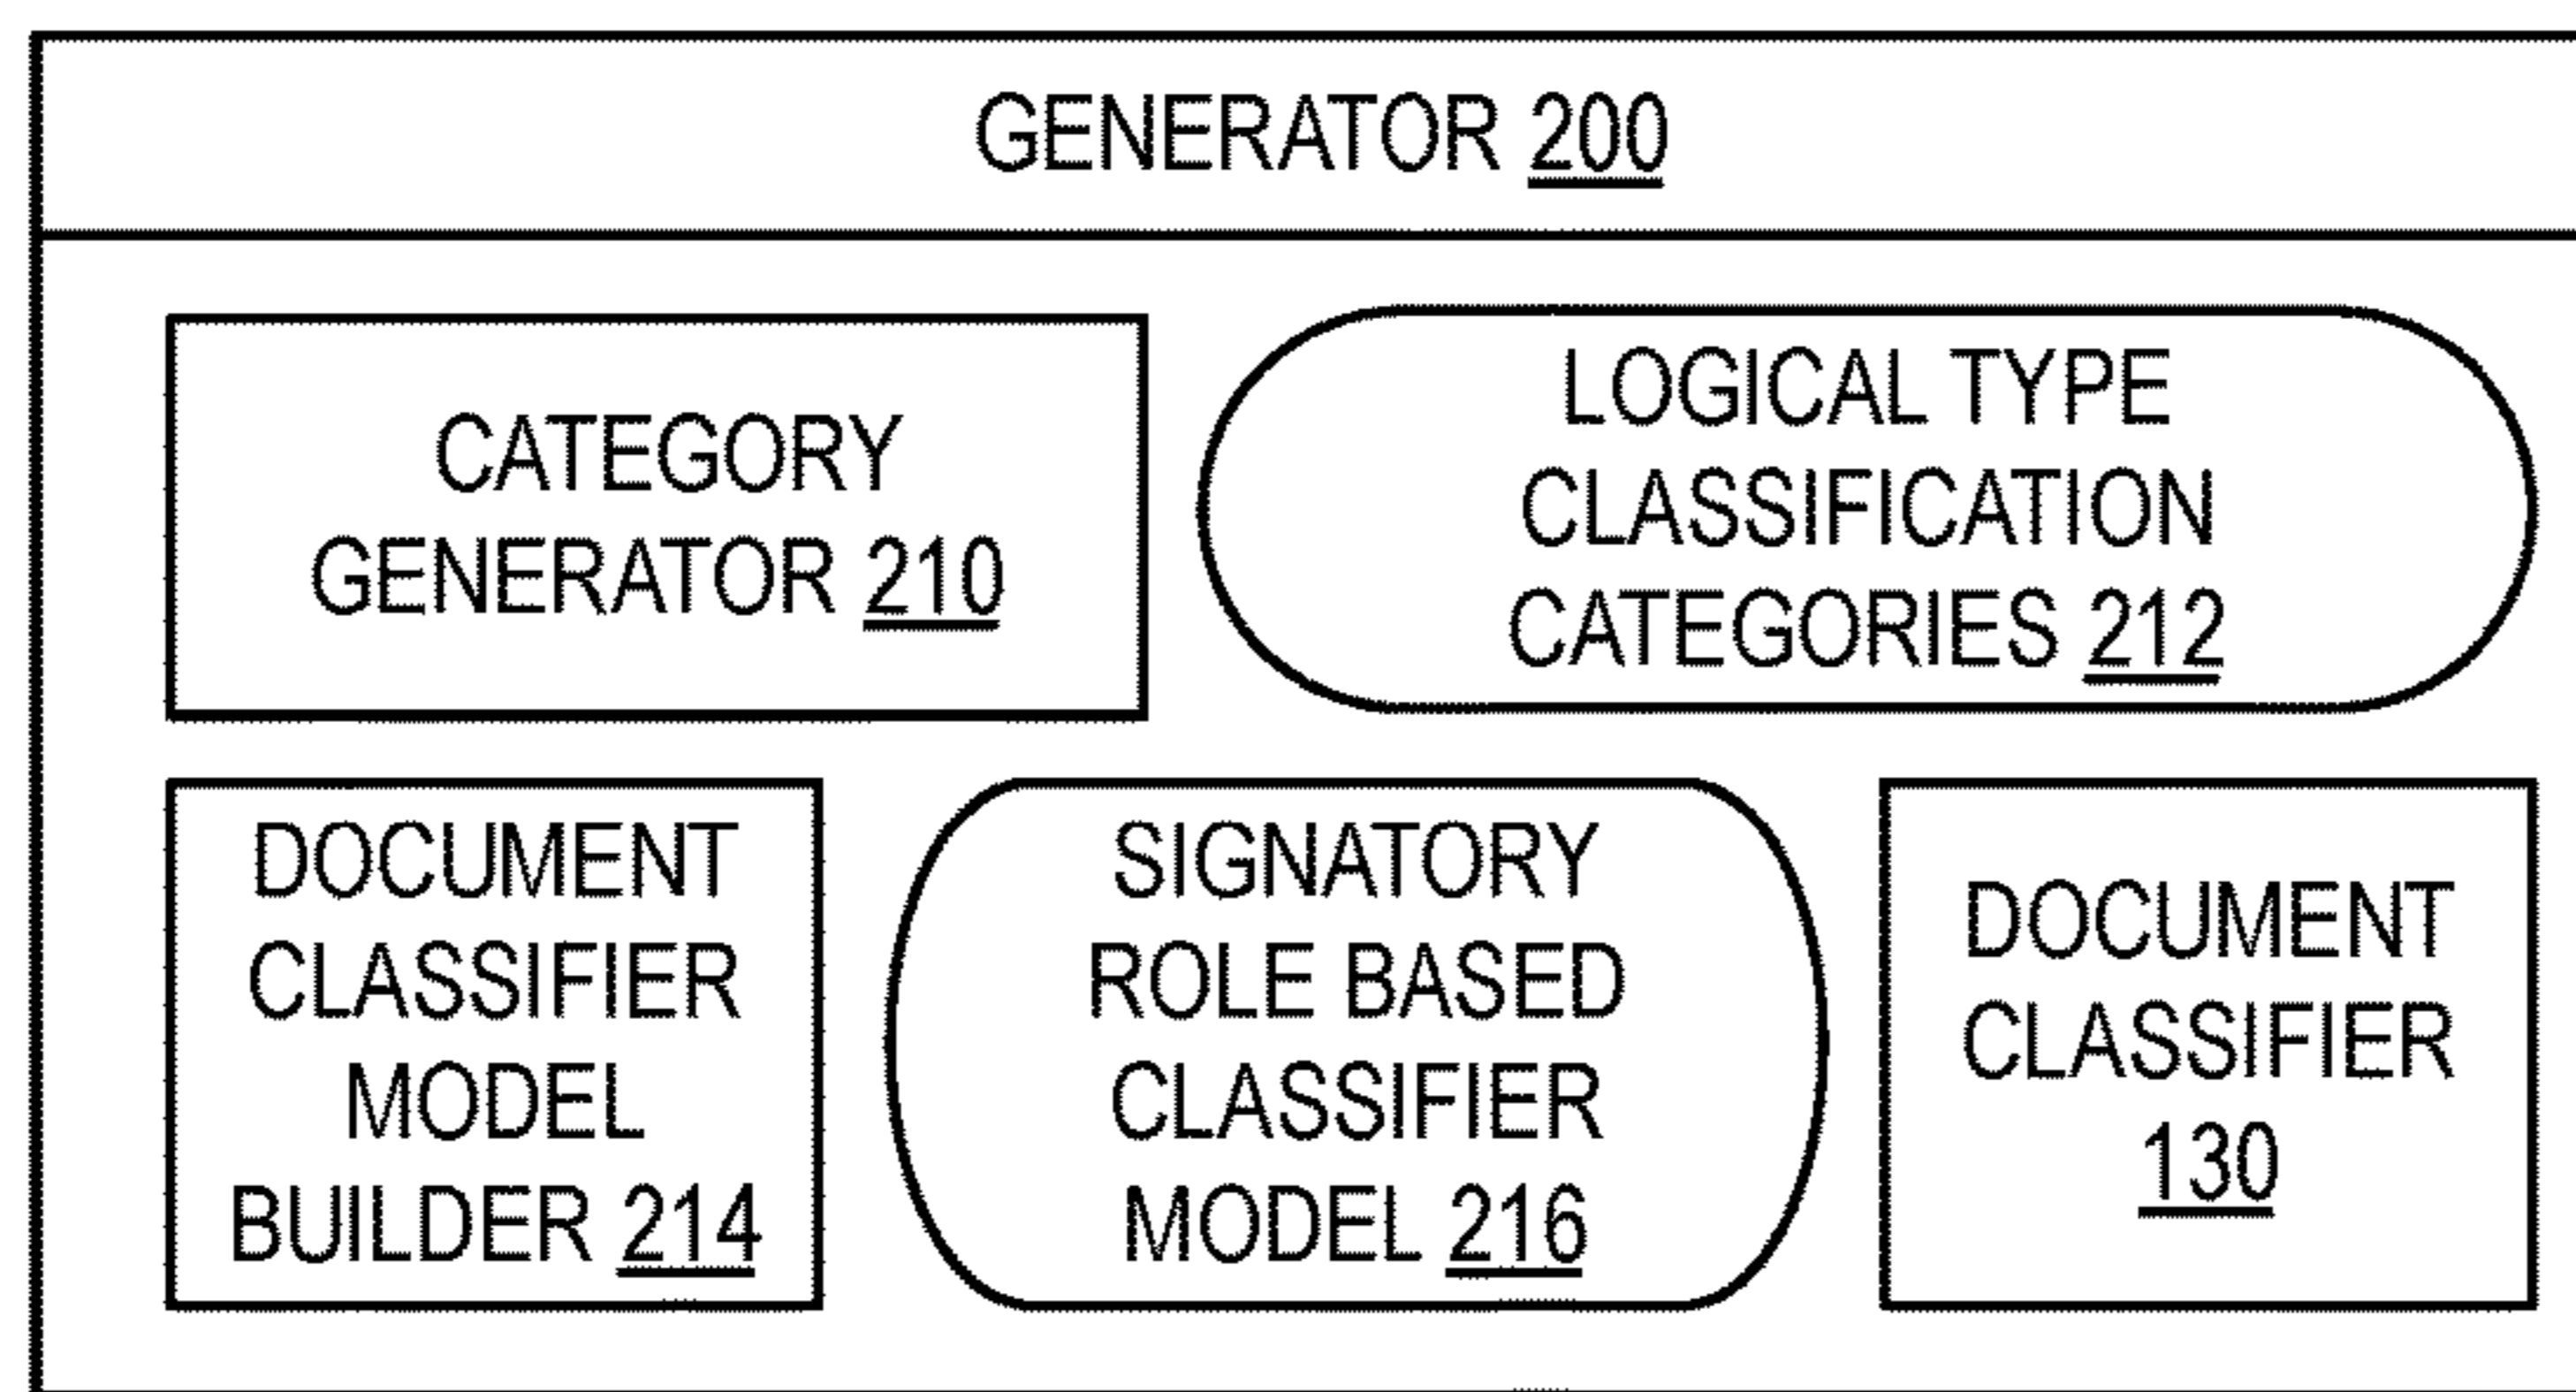 GENERATOR 200
CATEGORY
GENERATOR 210
LOGICAL TYPE
CLASSIFICATION
CATEGORIES 212
DOCUMENT
CLASSIFIER
MODEL
BUILDER 214
SIGNATORY
ROLE BASED
CLASSIFIER
MODEL 216
DOCUMENT
CLASSIFIER
130